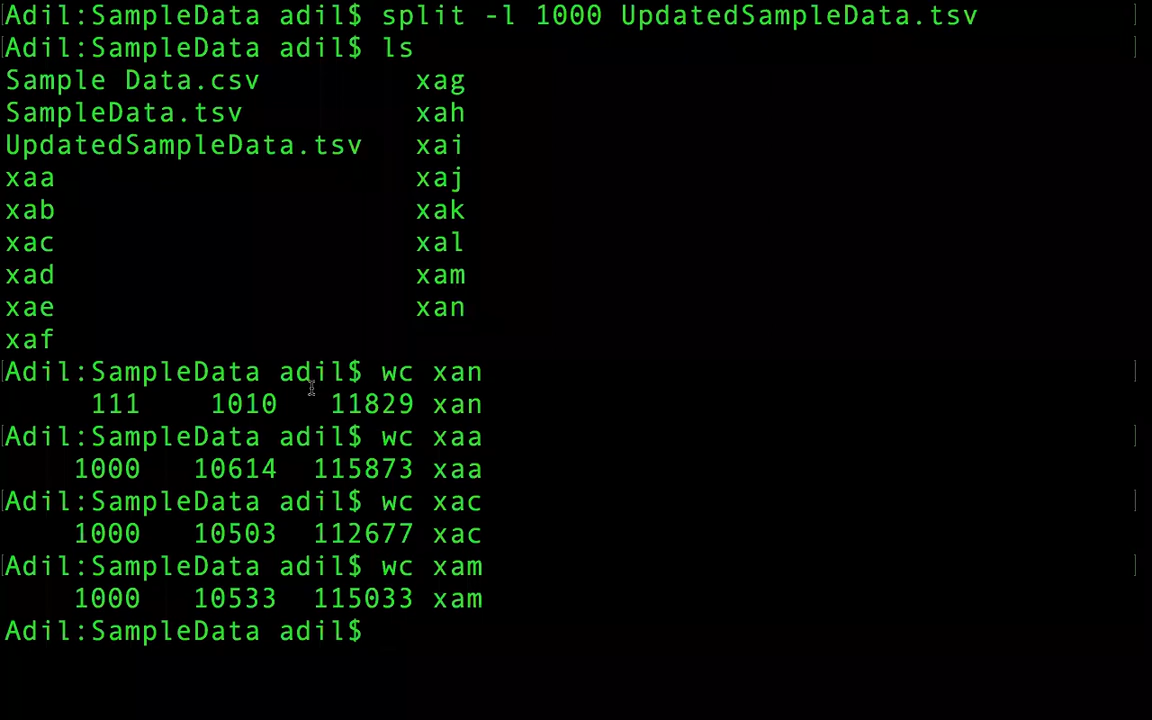 Adil:SampleData adil$ split -l 1000 UpdatedSampleData.tsv
Adil:SampleData adil$ ls
Sample Data.csv xag
SampleData.tsv xah
UpdatedSampleData.tsv xai
xaa xaj
xab xak
xac xal
xad xam
xae xan
xaf
Adil:SampleData adil$ wc xan
111 1010 11829 xan
Adil:SampleData adil$ wc xaa
1000 10614 115873 xaa
Adil:SampleData adil$ wc xac
1000 10503 112677 xac
Adil:SampleData adil$ wc xam
1000 10533 115033 xam
Adil:SampleData adil$